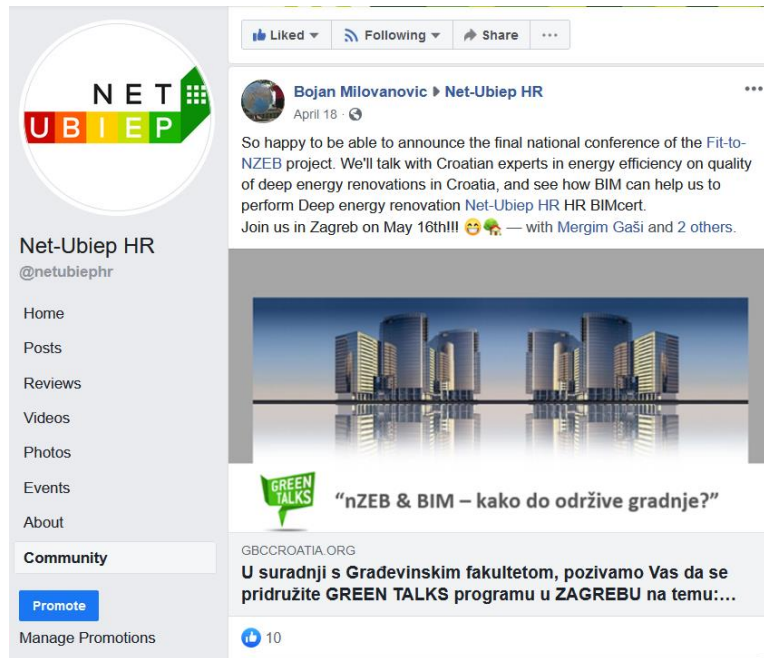 NET
UBIEP
Net-Ubiep HR
@netubiephr
Home
Posts
Reviews
Videos
Photos
Events
About
Community
Promote
Manage Promotions
Liked
Following
Share
Bojan Milovanovic Net-Ubiep HR
April 18 ·
So happy to be able to announce the final national conference of the Fit-to-
NZEB project. We'll talk with Croatian experts in energy efficiency on quality
of deep energy renovations in Croatia, and see how BIM can help us to
perform Deep energy renovation Net-Ubiep HR HR BIMcert.
Join us in Zagreb on May 16th!!! 😁🏡 — with Mergim Gaši and 2 others.
GREEN
TALKS
“nZEB & BIM – kako do održive gradnje?”
GBCCROATIA.ORG
U suradnji s Građevinskim fakultetom, pozivamo Vas da se
pridružite GREEN TALKS programu u ZAGREBU na temu:...
10